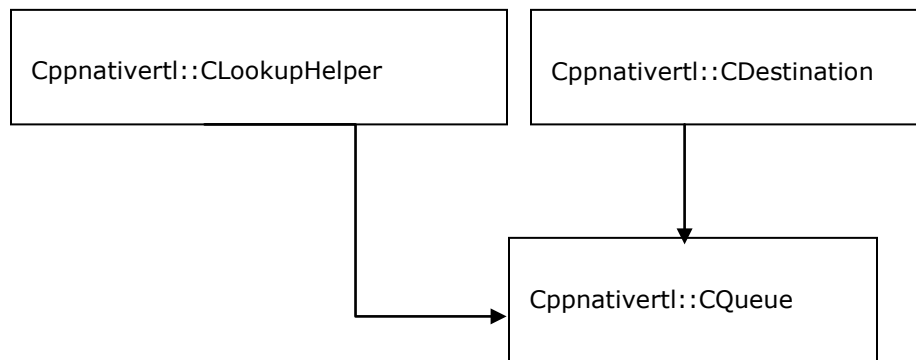 Cppnativertl::CLookupHelper
Cppnativertl::CDestination
Cppnativertl::CQueue